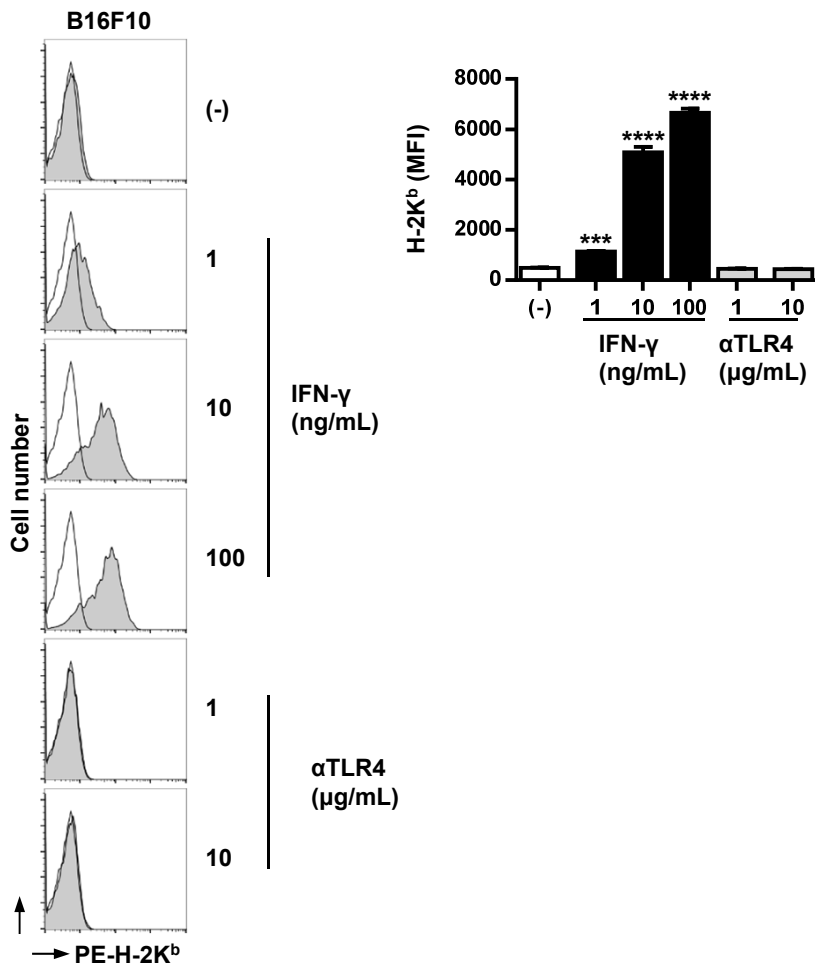 B16F10
(-)
1
10
100
IFN-γ
(ng/mL)
1
10
αTLR4
(μg/mL)
Cell number
PE-H-2Kᵇ
H-2Kᵇ (MFI)
8000
6000
4000
2000
0
***
****
****
(-) 1 10 100 1 10
IFN-γ αTLR4
(ng/mL) (μg/mL)